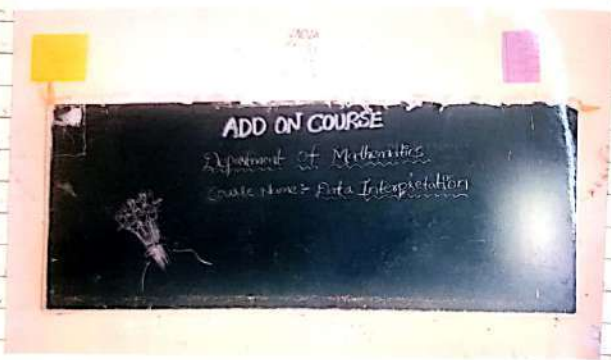 ADD ON COURSE
Department of Mathematics
Course Name:- Data Interpretation